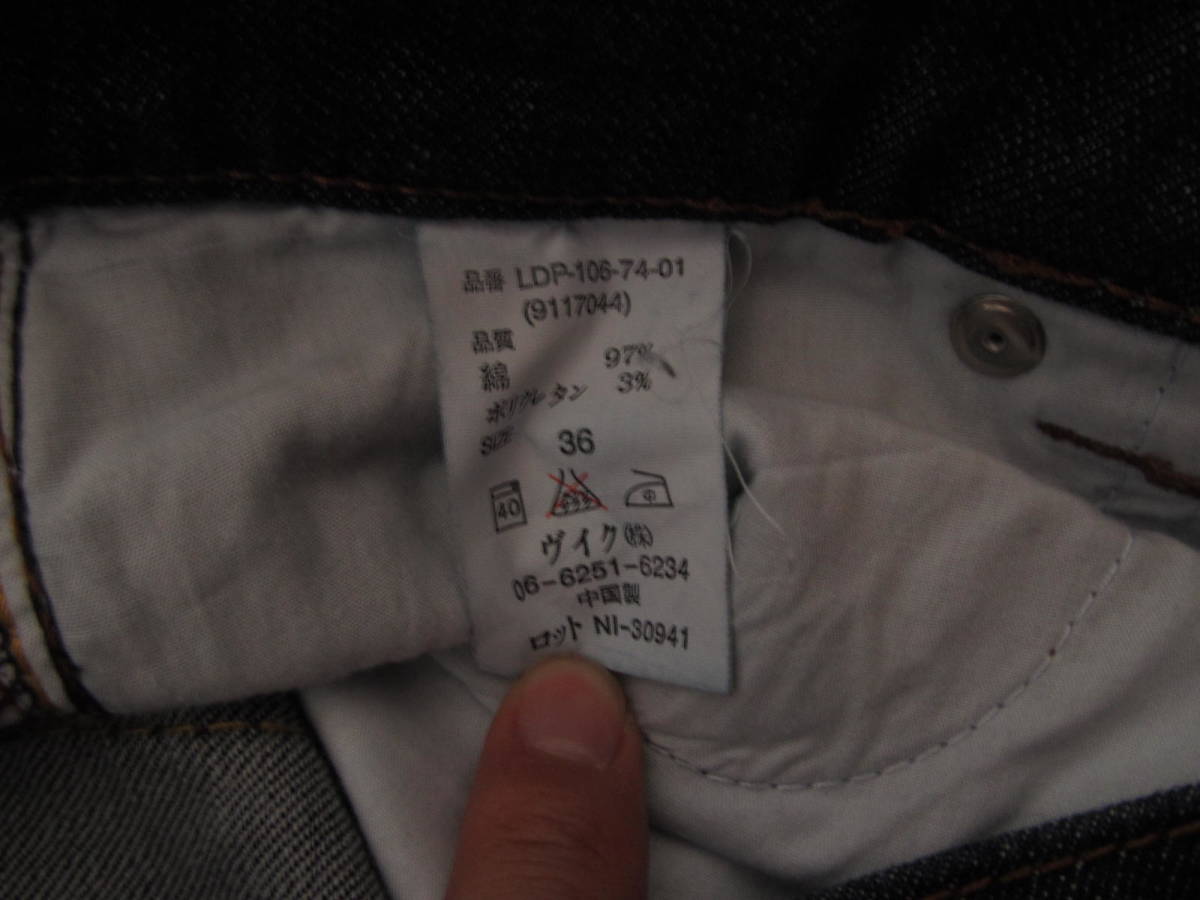 品番 LDP-106-74-01
(9117044)
品質
綿 97%
ポリウレタン 3%
SIZE 36
40
ヴイク㈱
06-6251-6234
中国製
ロット NI-30941